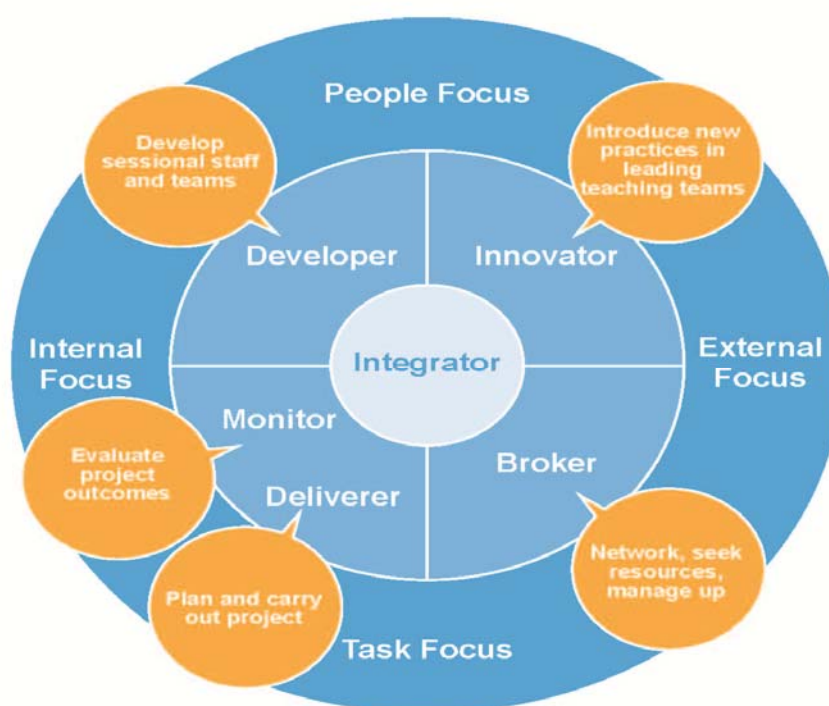 People Focus
Develop
sessional staff
and teams
Introduce new
practices in
leading
teaching teams
Developer
Innovator
Internal
Focus
Integrator
External
Focus
Monitor
Evaluate
project
outcomes
Deliverer
Broker
Plan and carry
out project
Network, seek
resources,
manage up
Task Focus